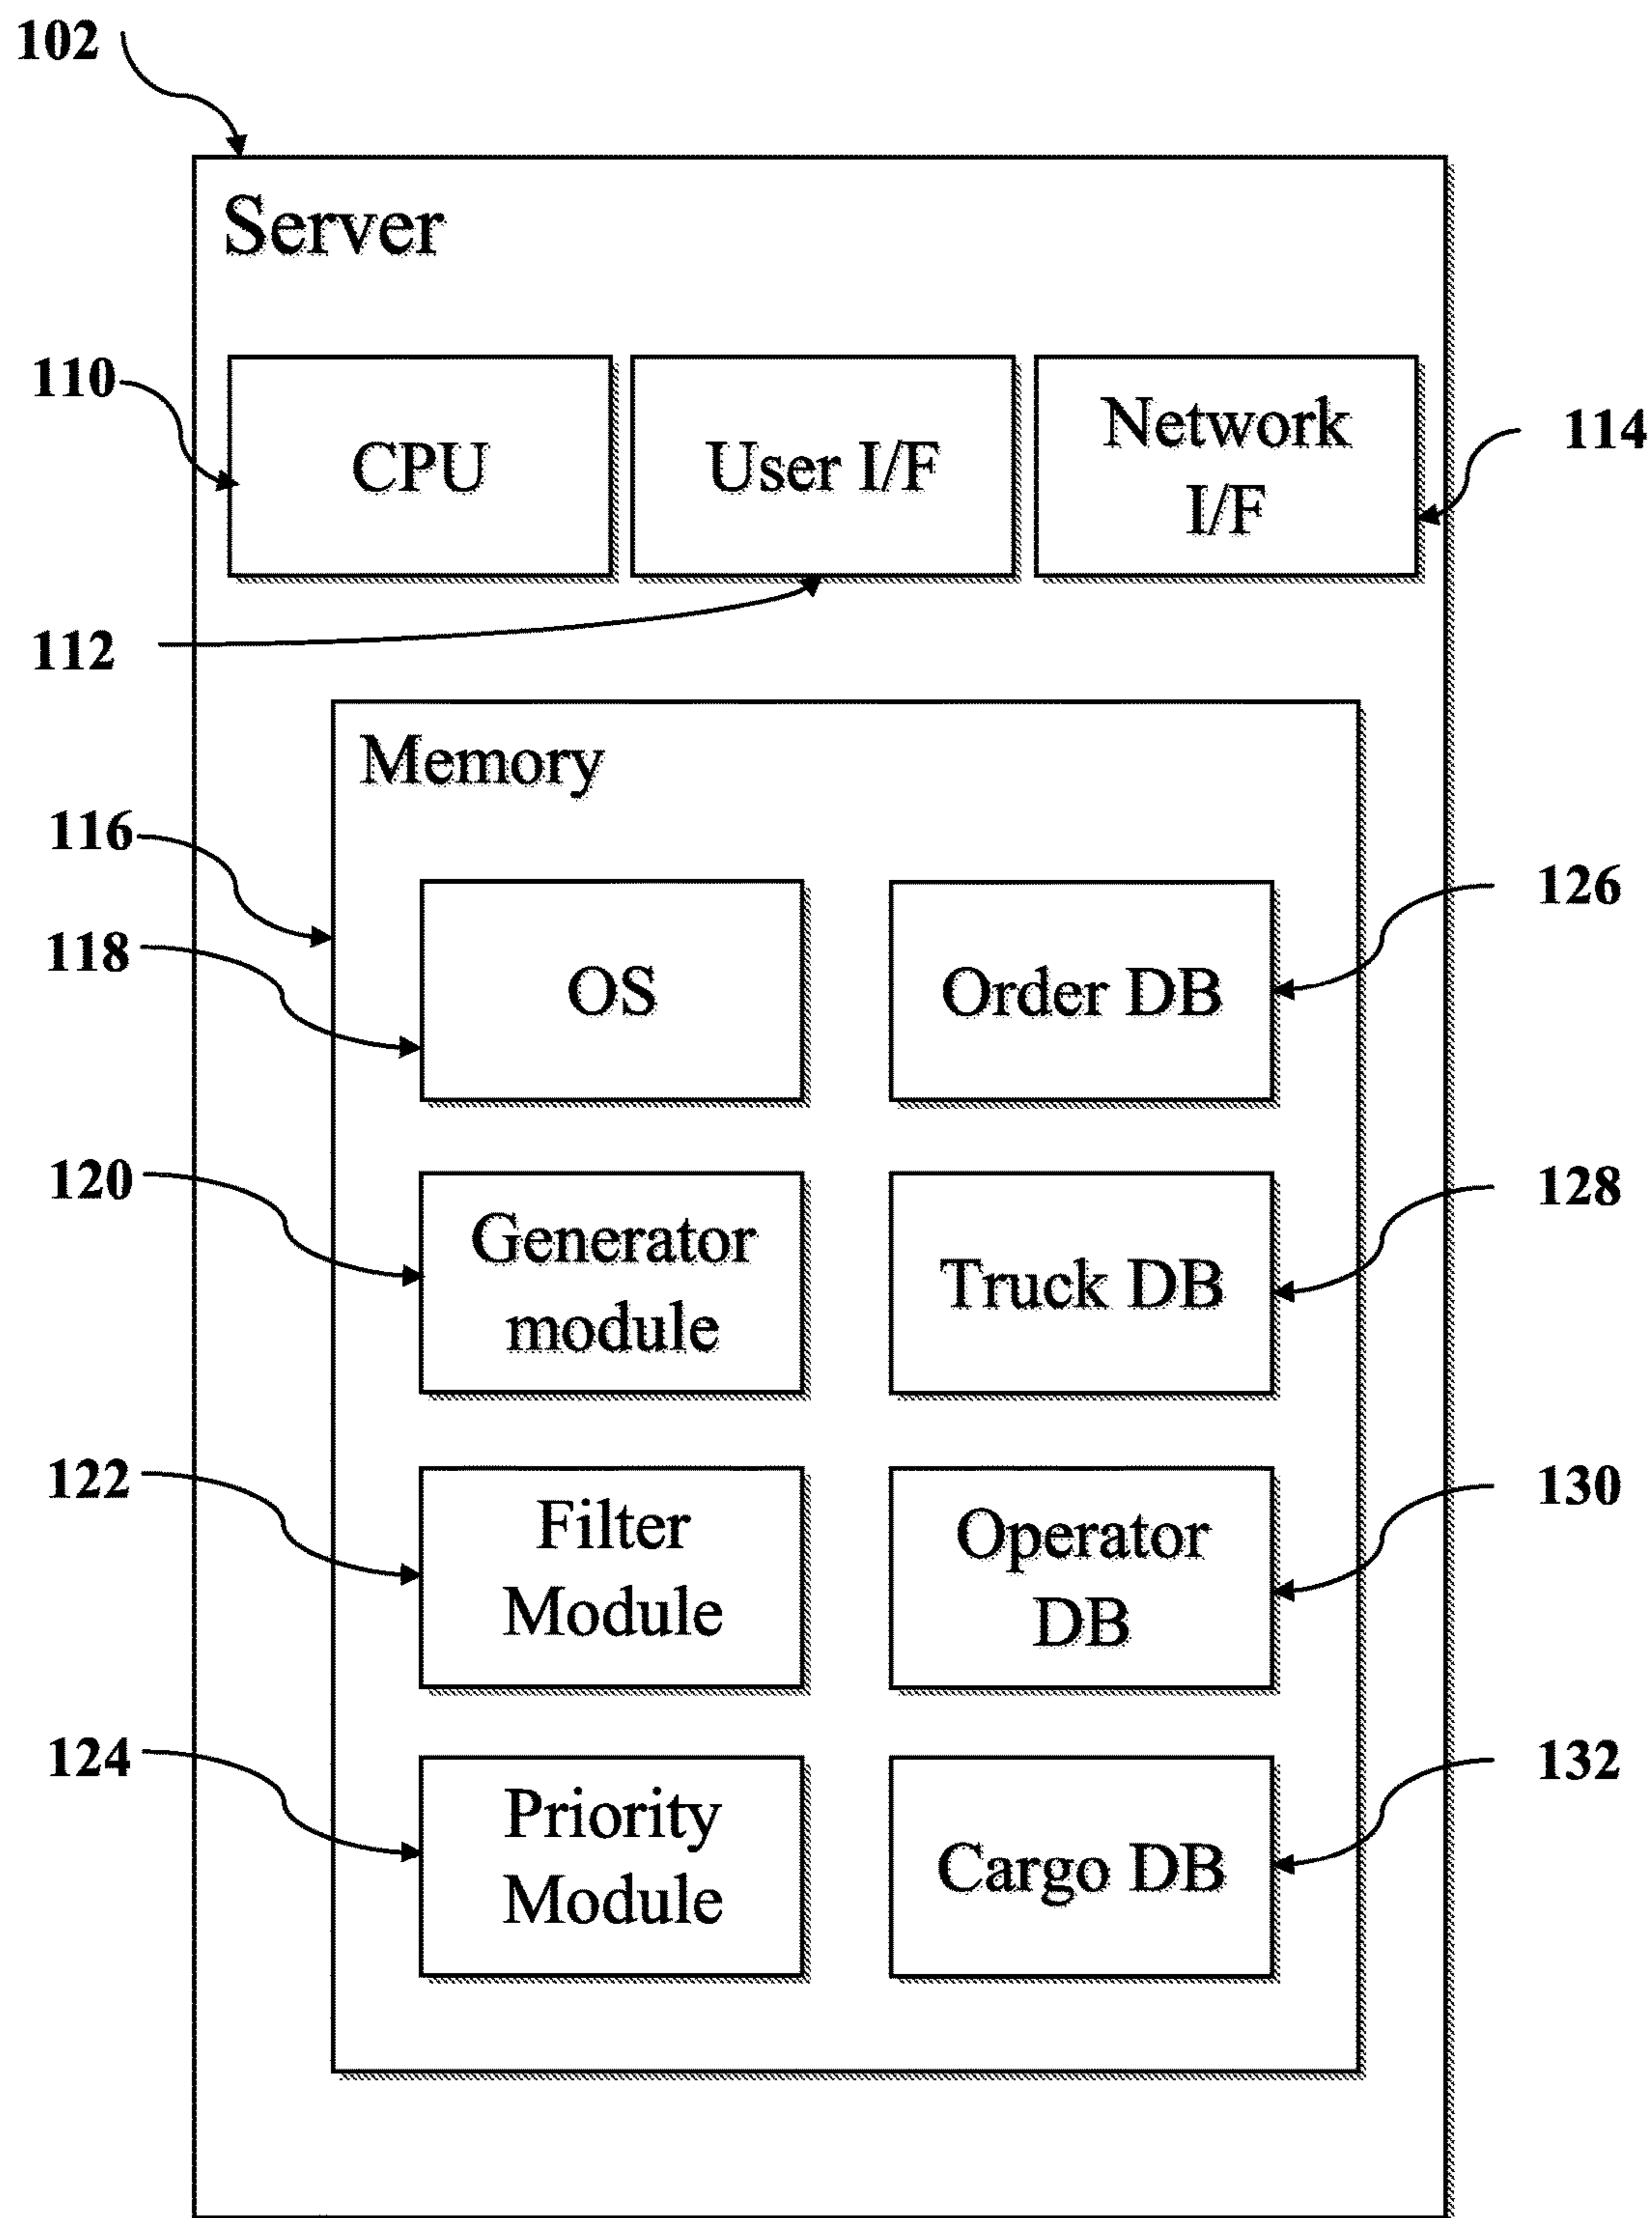 102
Server
110
CPU
User I/F
Network
I/F
114
112
Memory
116
118
OS
Order DB
126
120
Generator
module
Truck DB
128
122
Filter
Module
Operator
DB
130
124
Priority
Module
Cargo DB
132